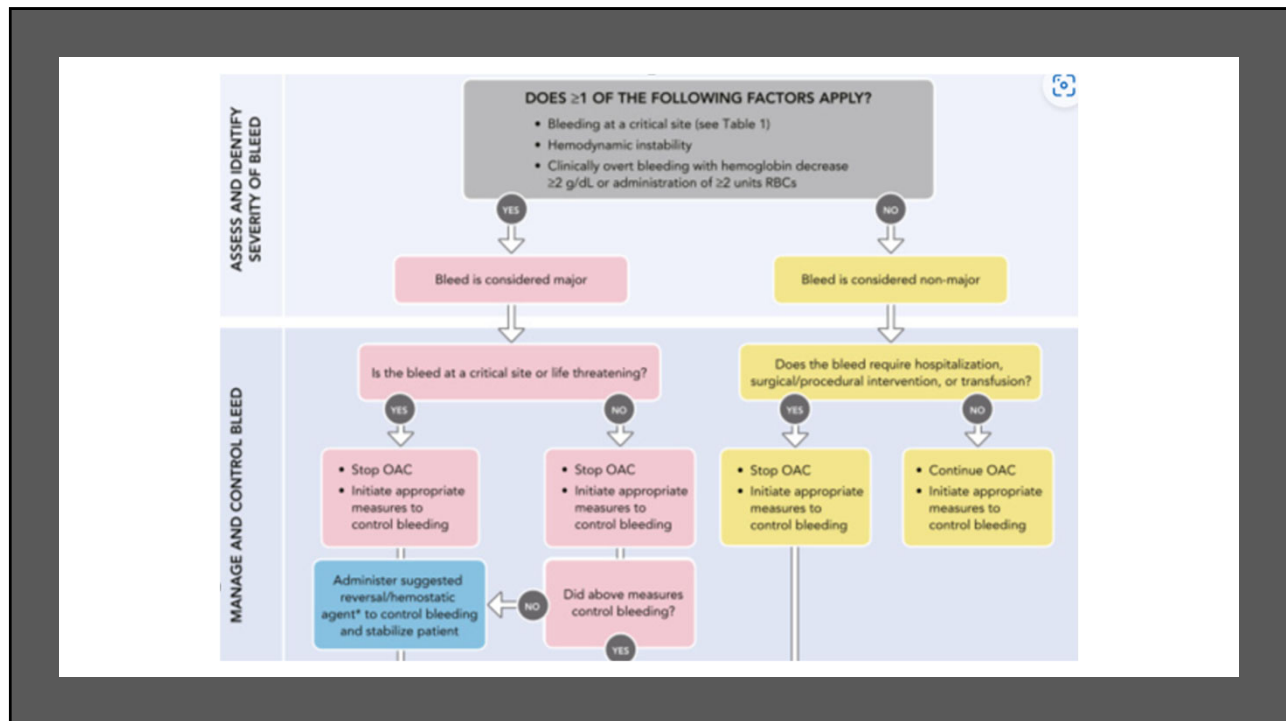 ASSESS AND IDENTIFY
SEVERITY OF BLEED
DOES ≥1 OF THE FOLLOWING FACTORS APPLY?
• Bleeding at a critical site (see Table 1)
• Hemodynamic instability
• Clinically overt bleeding with hemoglobin decrease
≥2 g/dL or administration of ≥2 units RBCs
YES
NO
Bleed is considered major
Bleed is considered non-major
MANAGE AND CONTROL BLEED
Is the bleed at a critical site or life threatening?
Does the bleed require hospitalization,
surgical/procedural intervention, or transfusion?
YES
NO
YES
NO
• Stop OAC
• Initiate appropriate
measures to
control bleeding
• Stop OAC
• Initiate appropriate
measures to
control bleeding
• Stop OAC
• Initiate appropriate
measures to
control bleeding
• Continue OAC
• Initiate appropriate
measures to
control bleeding
Administer suggested
reversal/hemostatic
agent* to control bleeding
and stabilize patient
NO
Did above measures
control bleeding?
YES